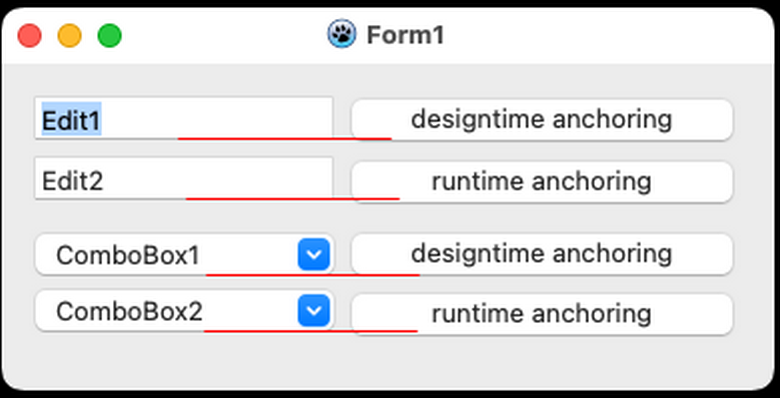 Form1
Edit1 designtime anchoring
Edit2 runtime anchoring
ComboBox1 designtime anchoring
ComboBox2 runtime anchoring